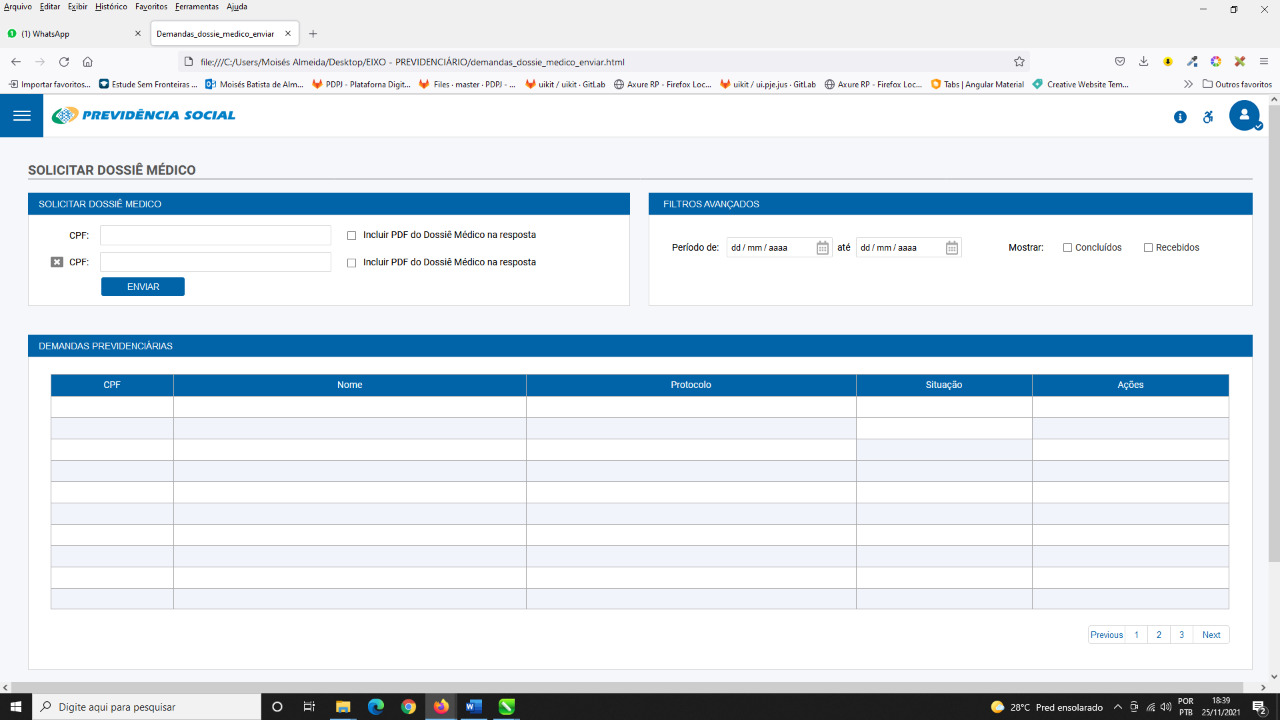 Arquivo Editar Exibir Histórico Favoritos Ferramentas Ajuda
(1) WhatsApp
Demandas_dossie_medico_enviar
file:///C:/Users/Moisés Almeida/Desktop/EIXO - PREVIDENCIÁRIO/demandas_dossie_medico_enviar.html
Importar favoritos... Estude Sem Fronteiras ... Moisés Batista de Alm... PDPJ - Plataforna Digit... Files · master · PDPJ - ... uikit / uikit · GitLab Axure RP - Firefox Loc... uikit / ui.pje.jus · GitLab Axure RP - Firefox Loc... Tabs | Angular Material Creative Website Tem... Outros favoritos
PREVIDÊNCIA SOCIAL
SOLICITAR DOSSIÊ MÉDICO
SOLICITAR DOSSIÊ MEDICO
CPF: Incluir PDF do Dossiê Médico na resposta
CPF: Incluir PDF do Dossiê Médico na resposta
ENVIAR
FILTROS AVANÇADOS
Período de: dd / mm / aaaa até dd / mm / aaaa Mostrar: Concluídos Recebidos
DEMANDAS PREVIDENCIÁRIAS
CPF Nome Protocolo Situação Ações
Previous 1 2 3 Next
Digite aqui para pesquisar
28°C Pred ensolarado
POR
PTB
18:39
25/11/2021
2